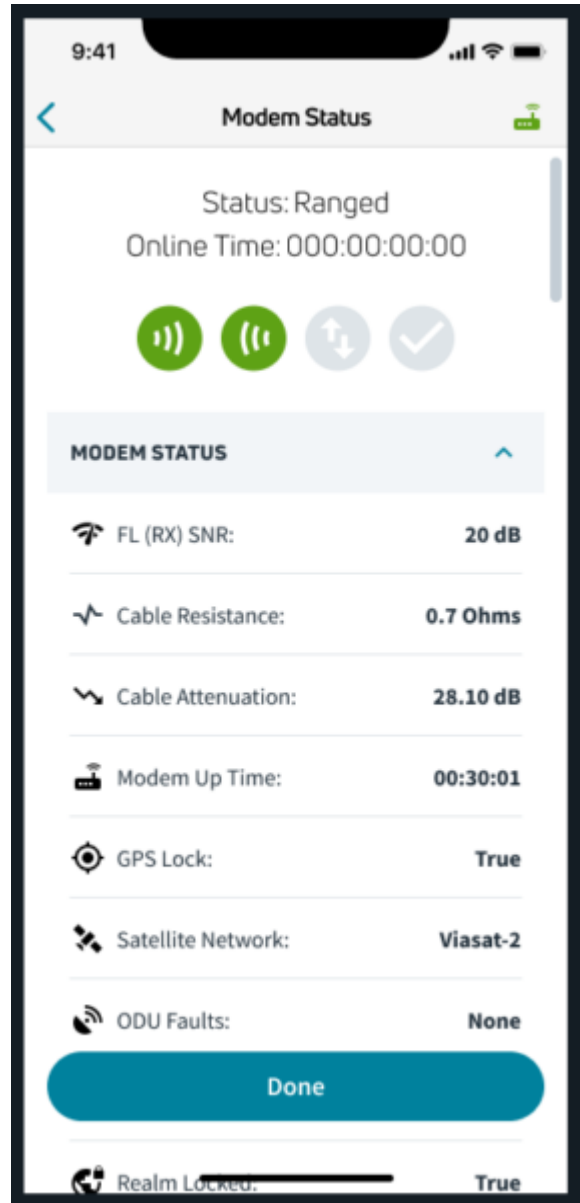 9:41
Modem Status
Status: Ranged
Online Time: 000:00:00:00
MODEM STATUS
FL (RX) SNR: 20 dB
Cable Resistance: 0.7 Ohms
Cable Attenuation: 28.10 dB
Modem Up Time: 00:30:01
GPS Lock: True
Satellite Network: Viasat-2
ODU Faults: None
Done
Realm Locked: True